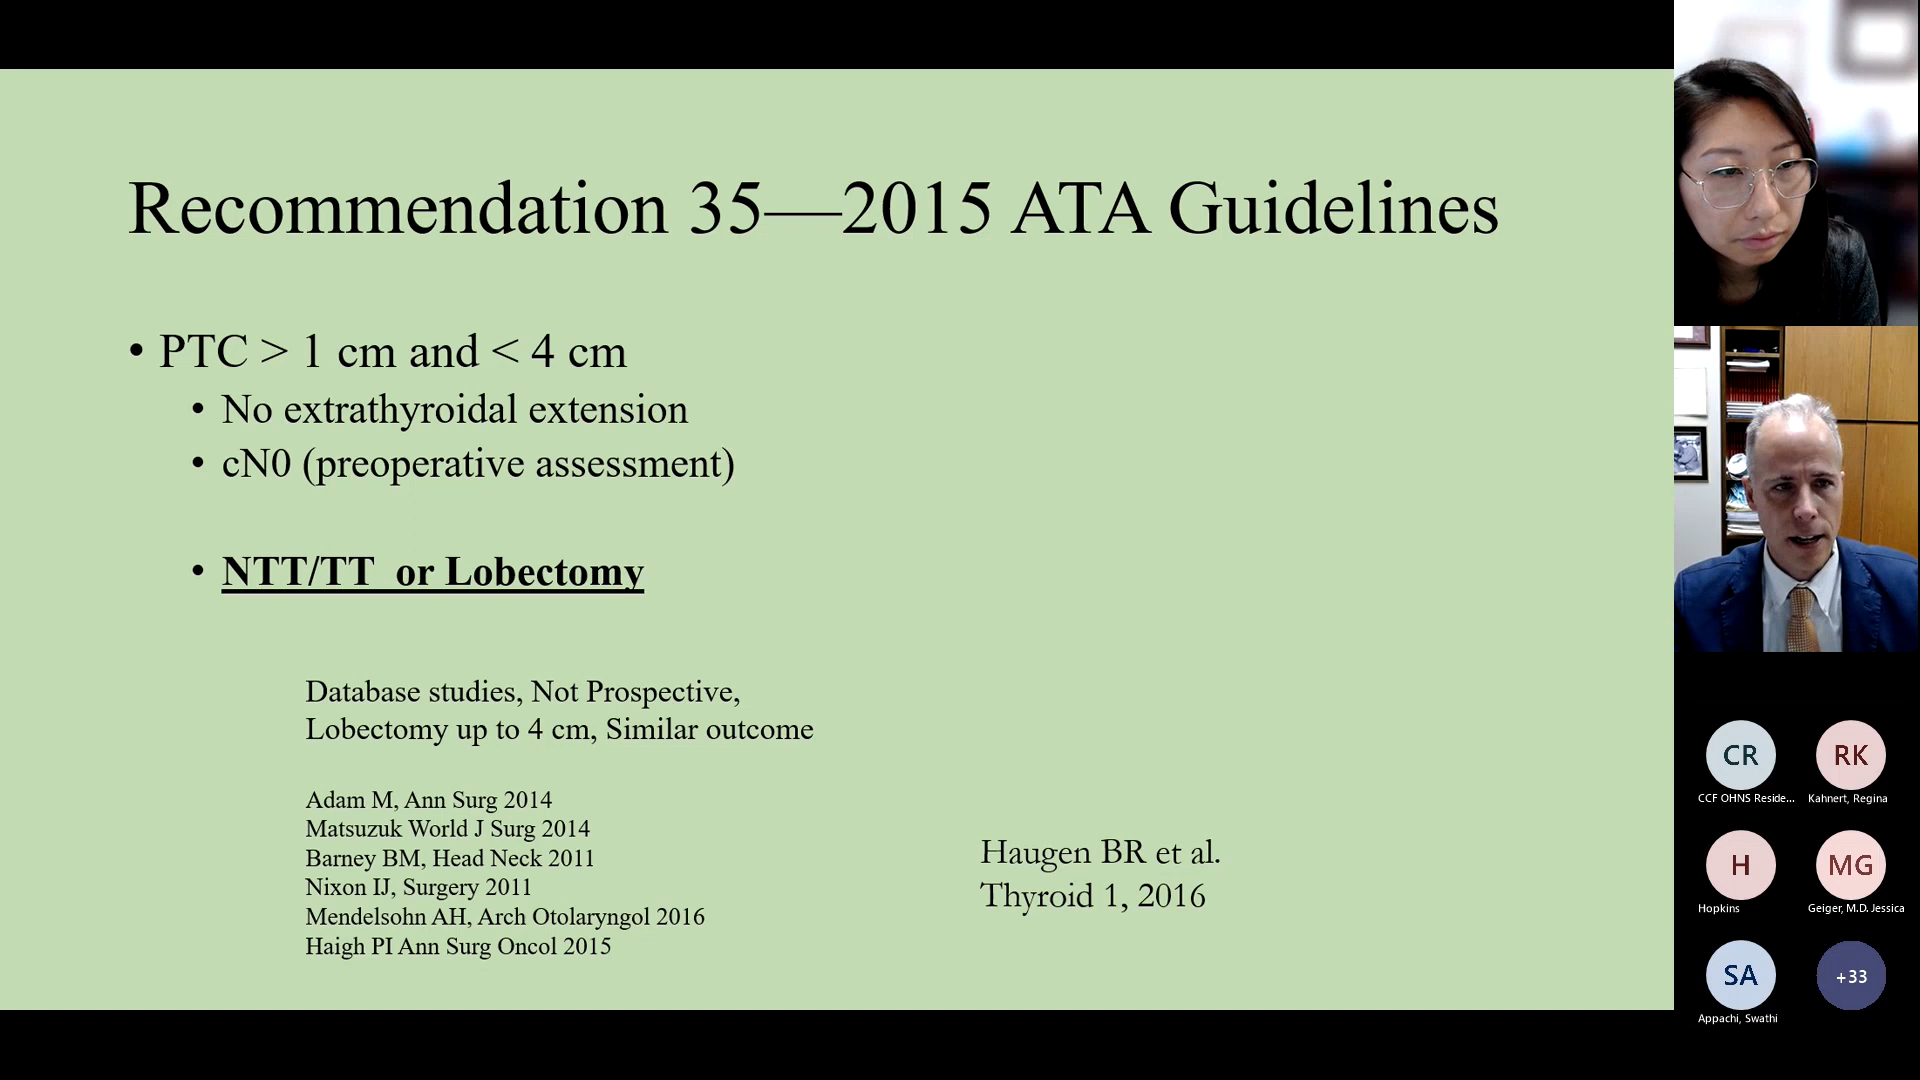 Recommendation 35—2015 ATA Guidelines
• PTC > 1 cm and < 4 cm
• No extrathyroidal extension
• cN0 (preoperative assessment)
• NTT/TT or Lobectomy
Database studies, Not Prospective,
Lobectomy up to 4 cm, Similar outcome
Adam M, Ann Surg 2014
Matsuzuk World J Surg 2014
Barney BM, Head Neck 2011
Nixon IJ, Surgery 2011
Mendelsohn AH, Arch Otolaryngol 2016
Haigh PI Ann Surg Oncol 2015
Haugen BR et al.
Thyroid 1, 2016
CR
CCF OHNS Reside...
RK
Kahnert, Regina
H
Hopkins
MG
Geiger, M.D. Jessica
SA
Appachi, Swathi
+33